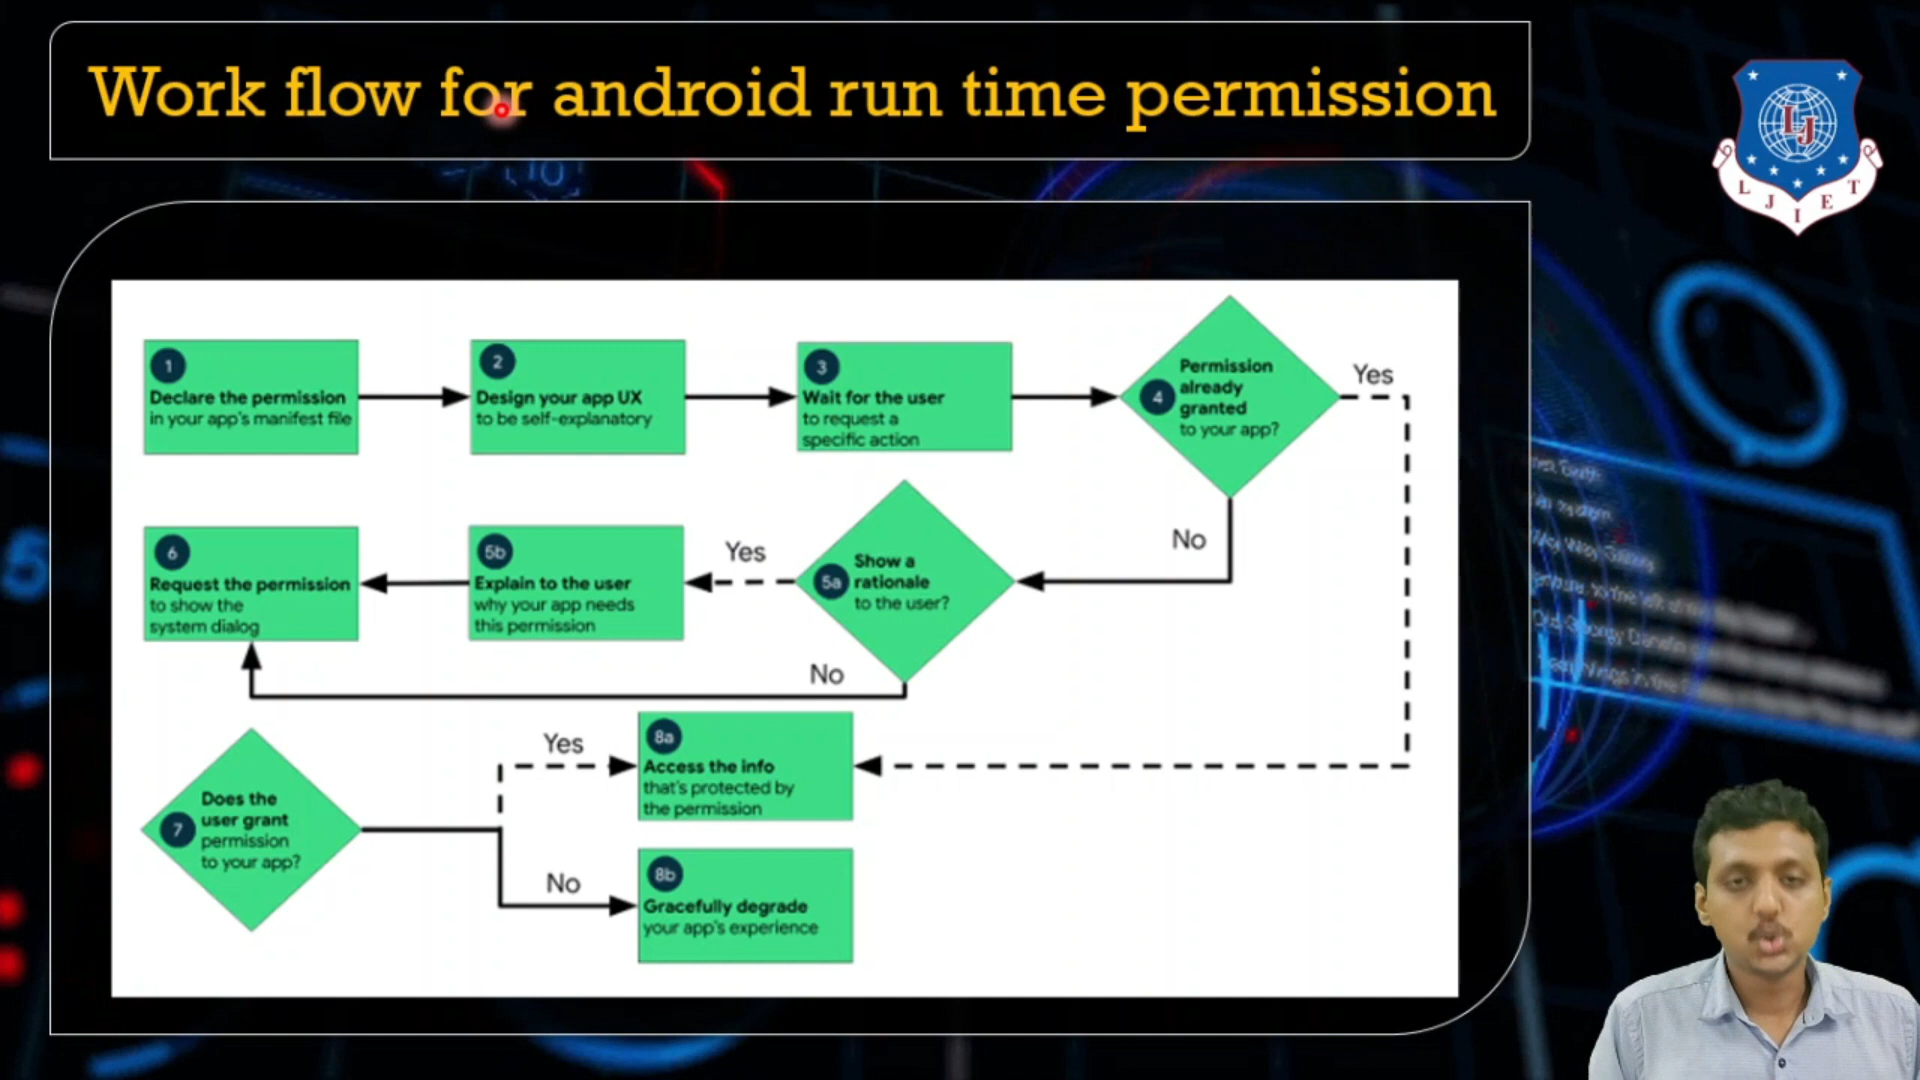 Work flow for android run time permission
L J I E T
LJ
1
Declare the permission
in your app's manifest file
2
Design your app UX
to be self-explanatory
3
Wait for the user
to request a
specific action
4
Permission
already
granted
to your app?
Yes
No
5a
Show a
rationale
to the user?
Yes
5b
Explain to the user
why your app needs
this permission
6
Request the permission
to show the
system dialog
No
7
Does the
user grant
permission
to your app?
Yes
8a
Access the info
that's protected by
the permission
No
8b
Gracefully degrade
your app's experience